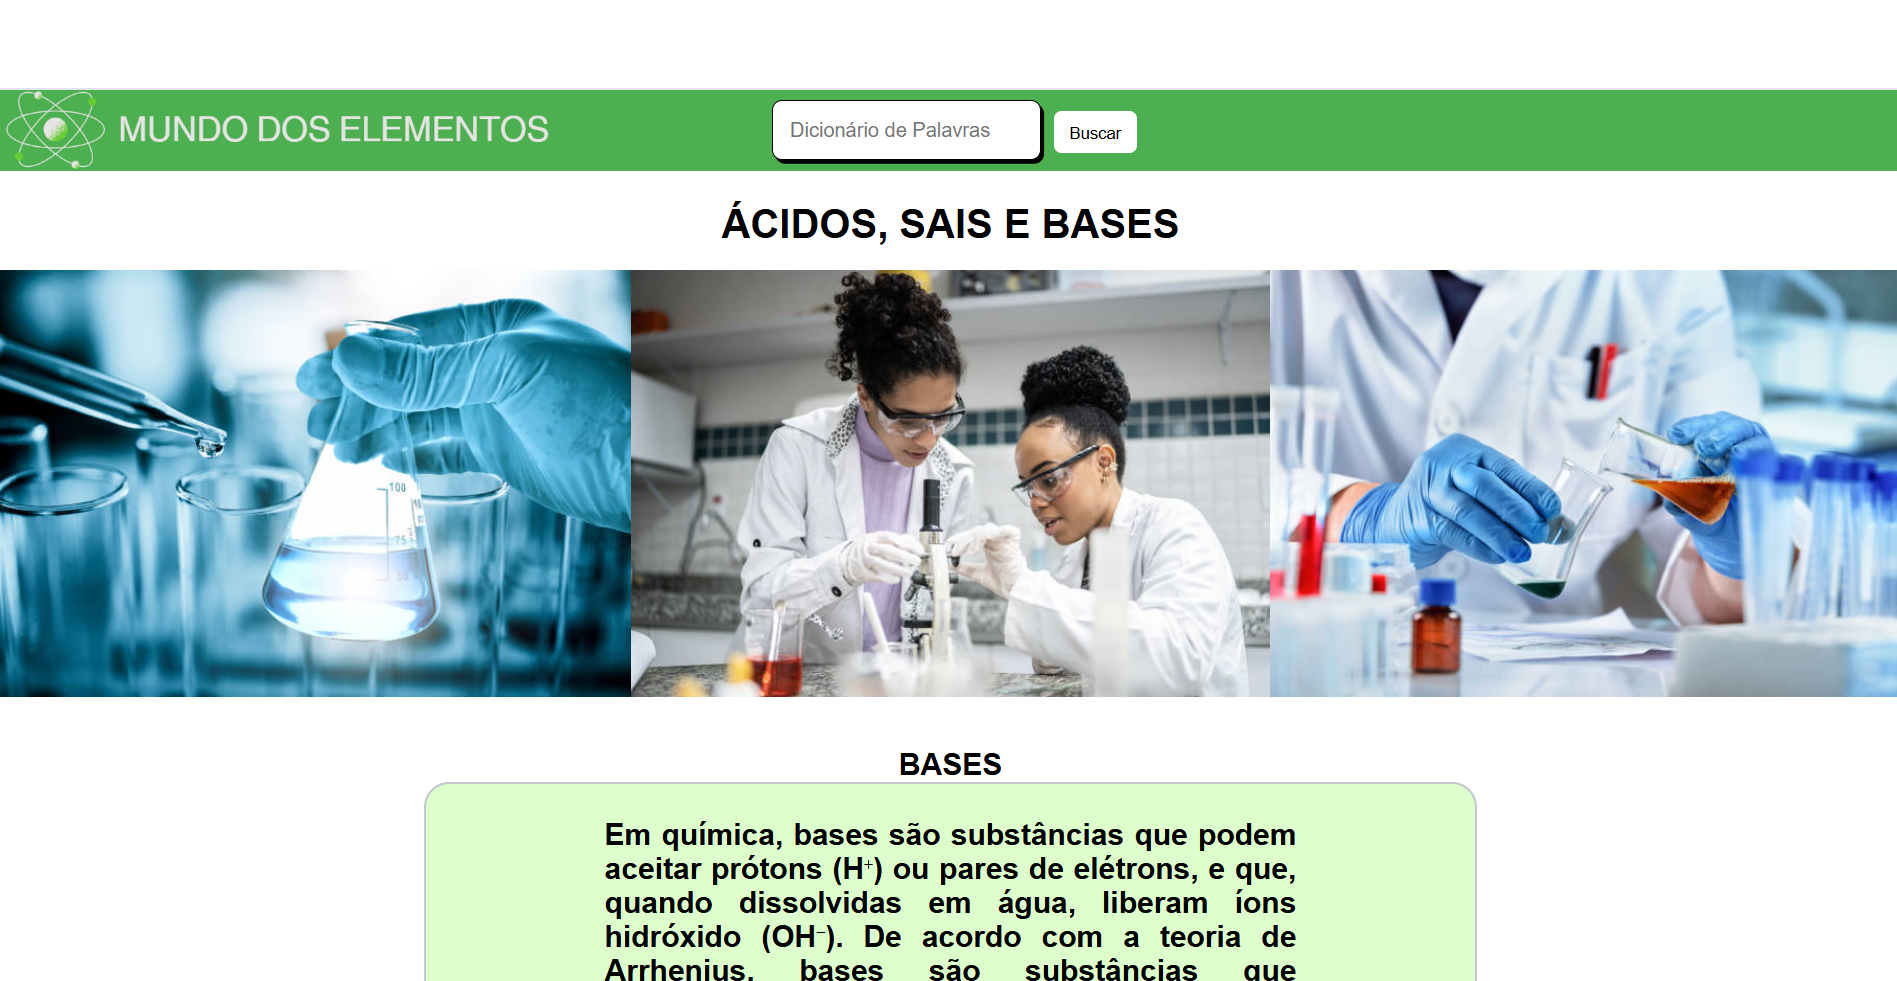 MUNDO DOS ELEMENTOS
Dicionário de Palavras
Buscar
ÁCIDOS, SAIS E BASES
100
75
50
BASES
Em química, bases são substâncias que podem
aceitar prótons (H⁺) ou pares de elétrons, e que,
quando dissolvidas em água, liberam íons
hidróxido (OH⁻). De acordo com a teoria de
Arrhenius, bases são substâncias que